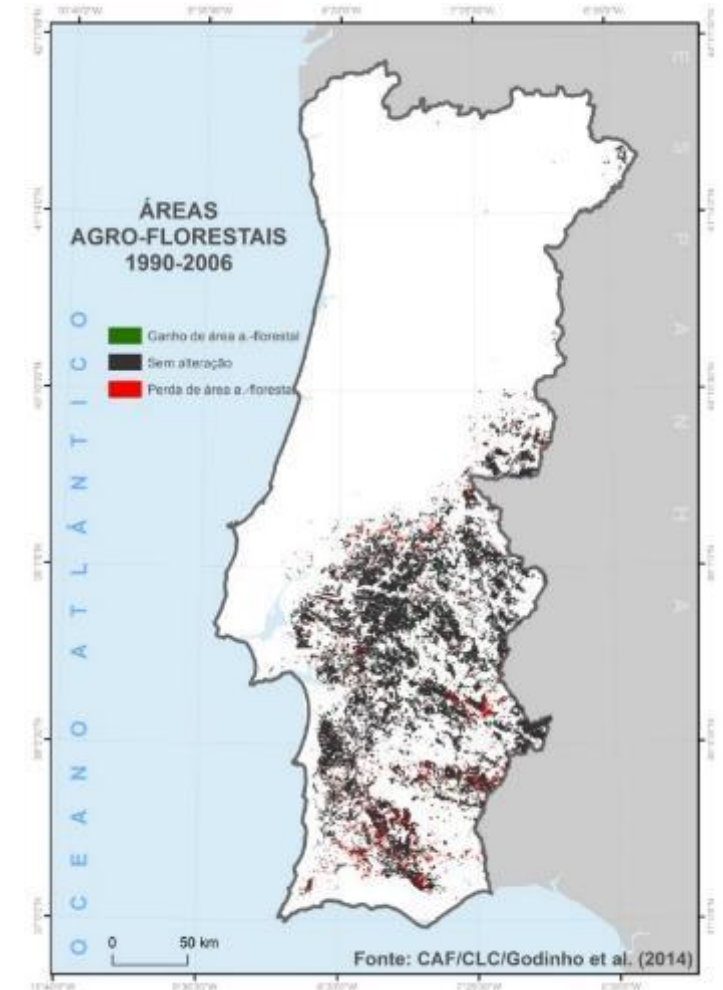 ÁREAS
AGRO-FLORESTAIS
1990-2006
Ganho de área a.-florestal
Sem alteração
Perda de área a.-florestal
OCEANO ATLÂNTICO
ESPANHA
0 50 km
Fonte: CAF/CLC/Godinho et al. (2014)